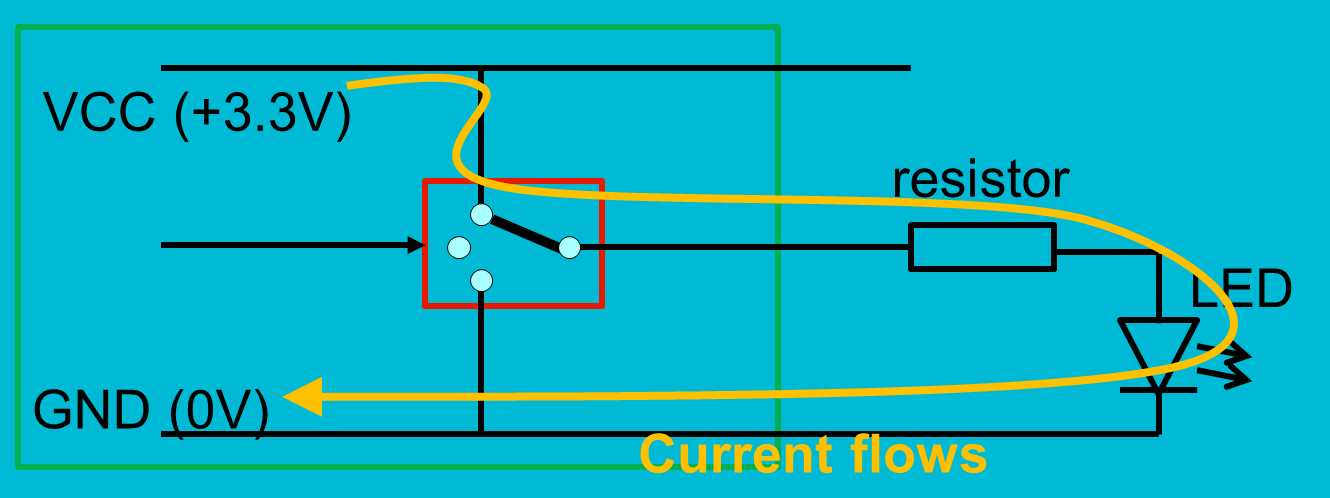 VCC (+3.3V)
resistor
LED
GND (0V)
Current flows